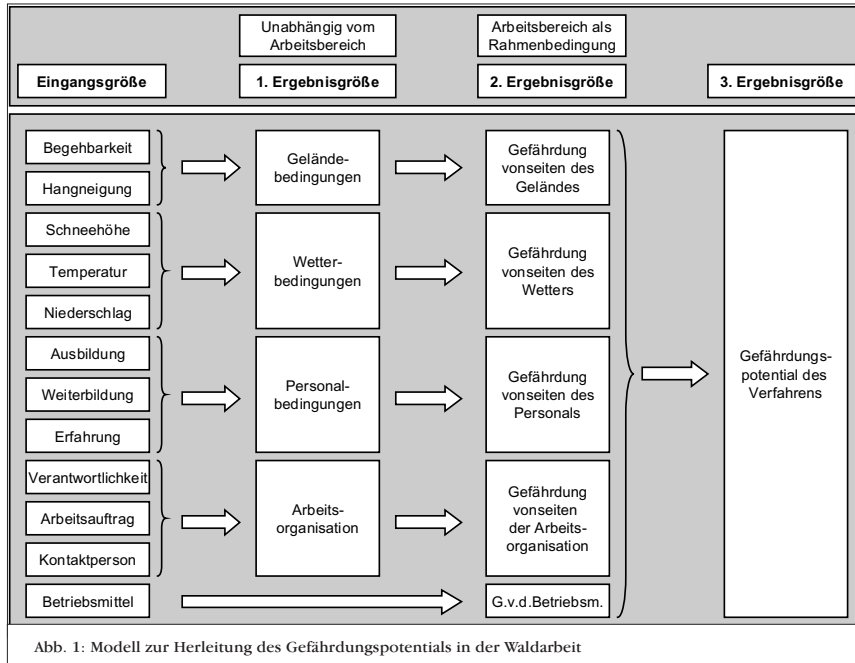 Unabhängig vom
Arbeitsbereich
Arbeitsbereich als
Rahmenbedingung
Eingangsgröße
1. Ergebnisgröße
2. Ergebnisgröße
3. Ergebnisgröße
Begehbarkeit
Hangneigung
Gelände-
bedingungen
Gefährdung
vonseiten des
Geländes
Schneehöhe
Temperatur
Niederschlag
Wetter-
bedingungen
Gefährdung
vonseiten des
Wetters
Ausbildung
Weiterbildung
Erfahrung
Personal-
bedingungen
Gefährdung
vonseiten des
Personals
Verantwortlichkeit
Arbeitsauftrag
Kontaktperson
Arbeits-
organisation
Gefährdung
vonseiten
der Arbeits-
organisation
Betriebsmittel
G.v.d.Betriebsm.
Gefährdungs-
potential des
Verfahrens
Abb. 1: Modell zur Herleitung des Gefährdungspotentials in der Waldarbeit